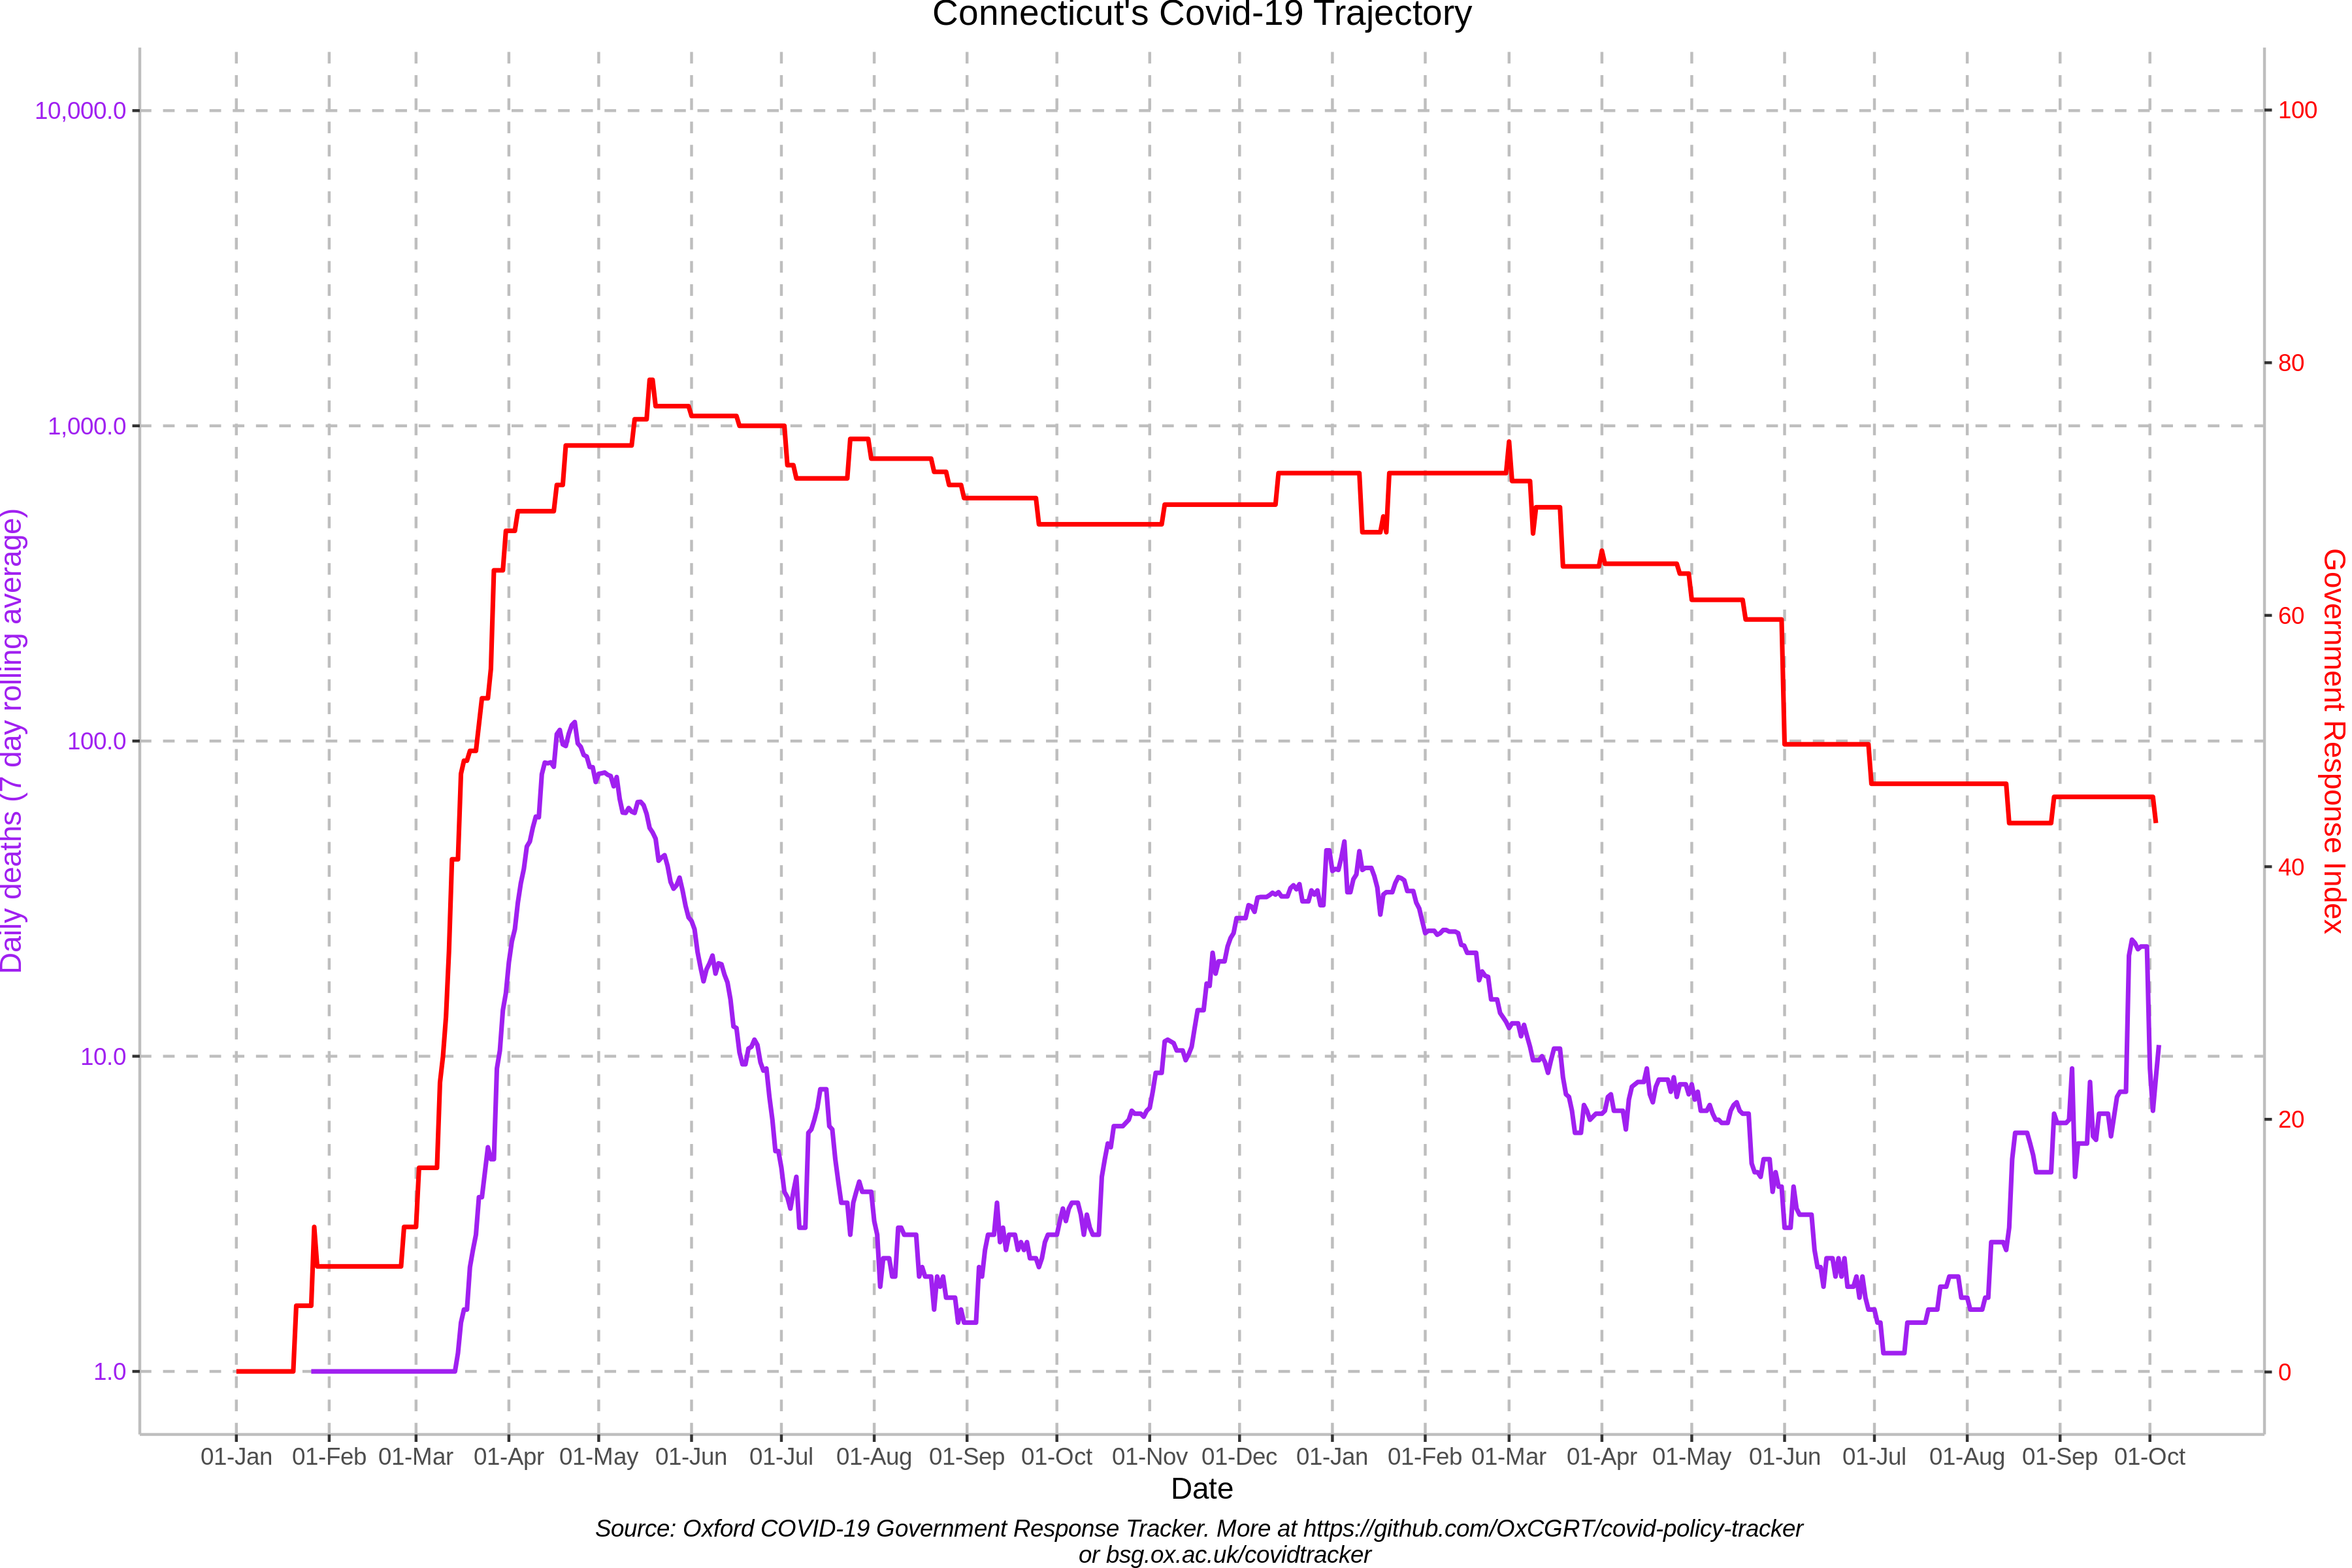 Connecticut's Covid-19 Trajectory
10,000.0
1,000.0
100.0
10.0
1.0
Daily deaths (7 day rolling average)
100
80
60
40
20
0
Government Response Index
01-Jan 01-Feb 01-Mar 01-Apr 01-May 01-Jun 01-Jul 01-Aug 01-Sep 01-Oct 01-Nov 01-Dec 01-Jan 01-Feb 01-Mar 01-Apr 01-May 01-Jun 01-Jul 01-Aug 01-Sep 01-Oct
Date
Source: Oxford COVID-19 Government Response Tracker. More at https://github.com/OxCGRT/covid-policy-tracker
or bsg.ox.ac.uk/covidtracker